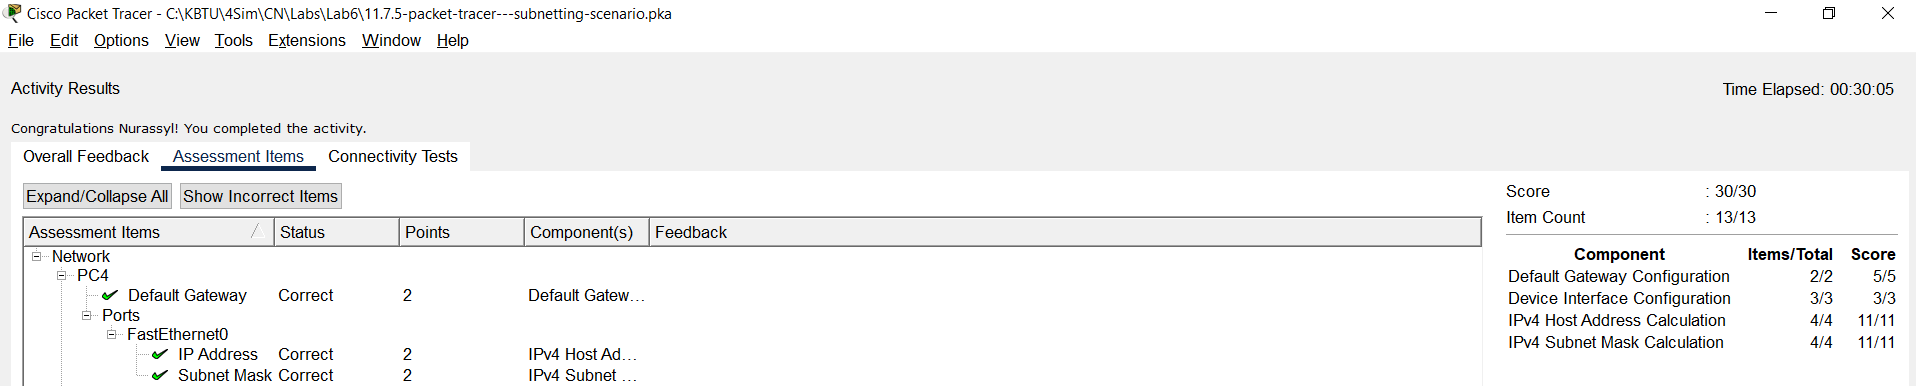 Cisco Packet Tracer - C:\KBTU\4Sim\CN\Labs\Lab6\11.7.5-packet-tracer---subnetting-scenario.pka
File Edit Options View Tools Extensions Window Help
Activity Results
Time Elapsed: 00:30:05
Congratulations Nurassyl! You completed the activity.
Overall Feedback Assessment Items Connectivity Tests
Expand/Collapse All Show Incorrect Items
Assessment Items Status Points Component(s) Feedback
Network
PC4
Default Gateway Correct 2 Default Gatew...
Ports
FastEthernet0
IP Address Correct 2 IPv4 Host Ad...
Subnet Mask Correct 2 IPv4 Subnet ...
Score : 30/30
Item Count : 13/13
Component Items/Total Score
Default Gateway Configuration 2/2 5/5
Device Interface Configuration 3/3 3/3
IPv4 Host Address Calculation 4/4 11/11
IPv4 Subnet Mask Calculation 4/4 11/11